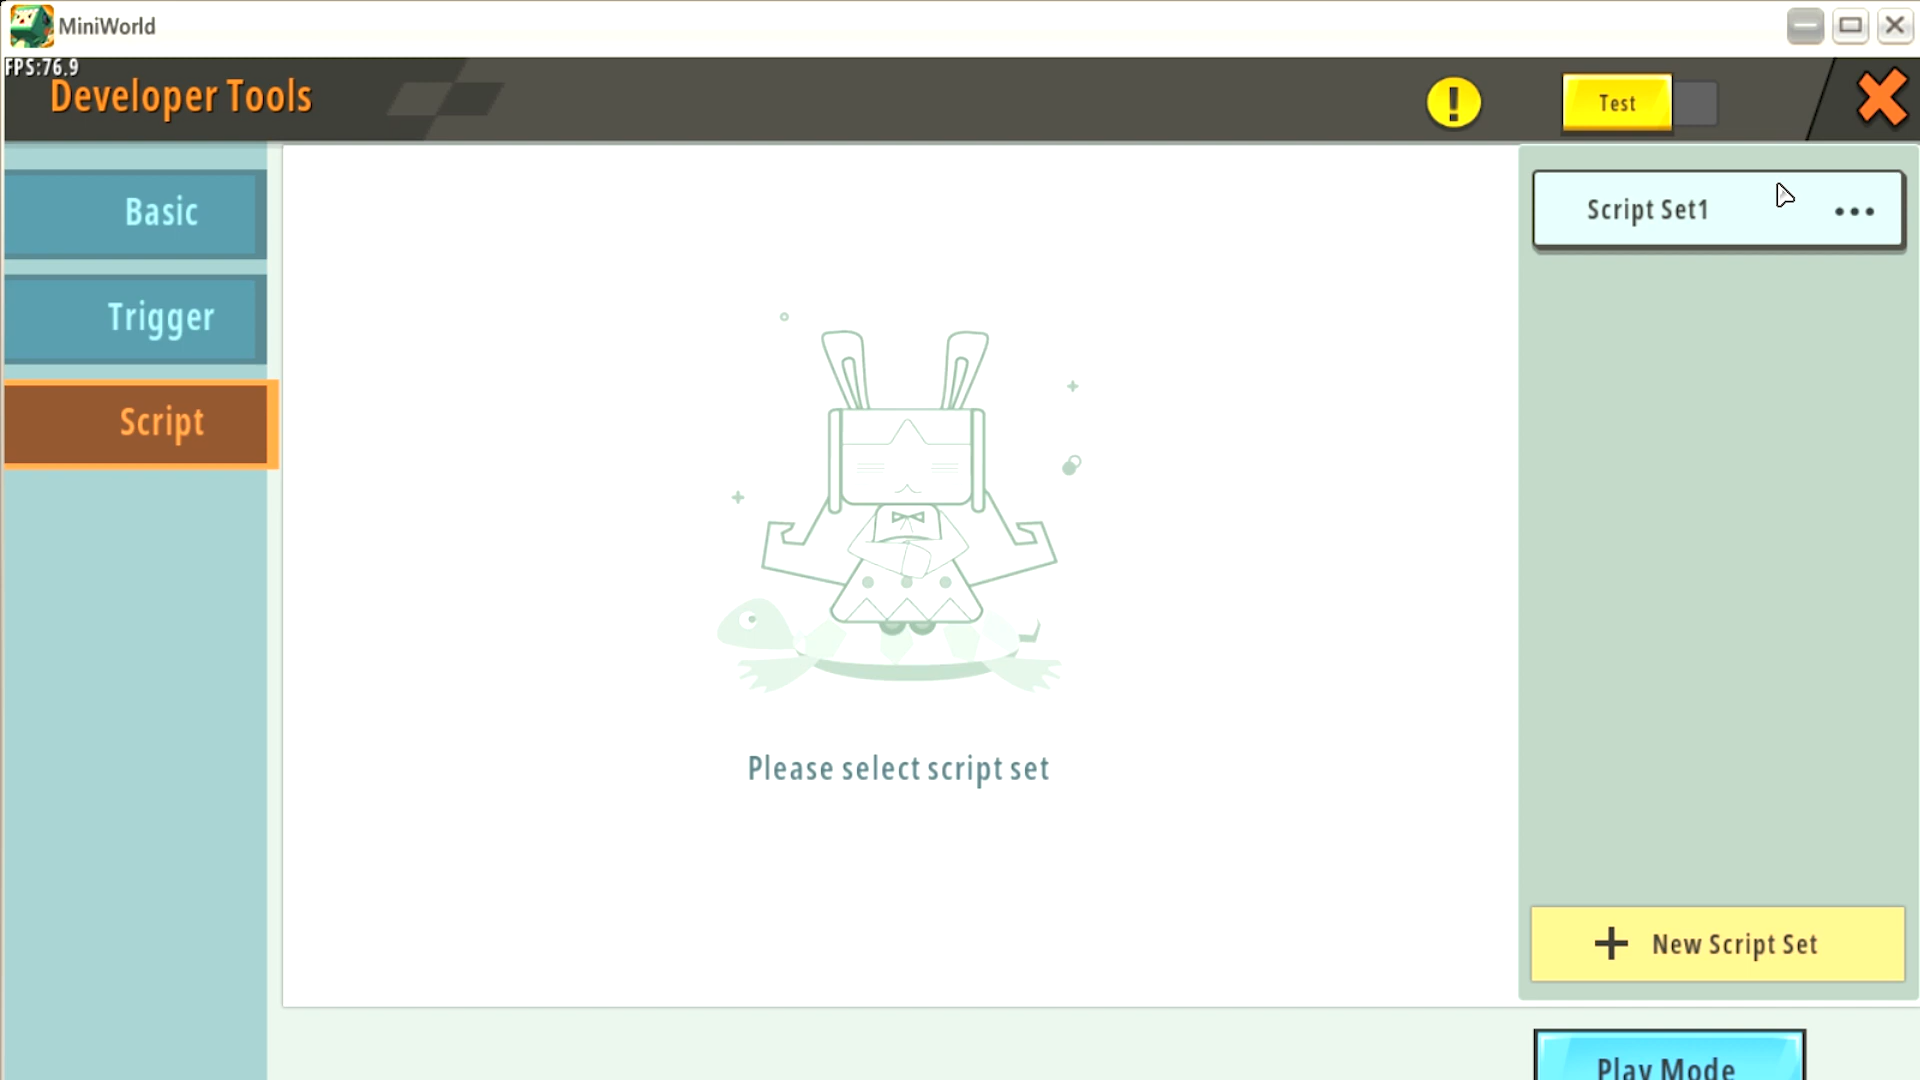 MiniWorld
FPS:76.9
Developer Tools
!
Test
Basic
Trigger
Script
Script Set1
Please select script set
+ New Script Set
Play Mode